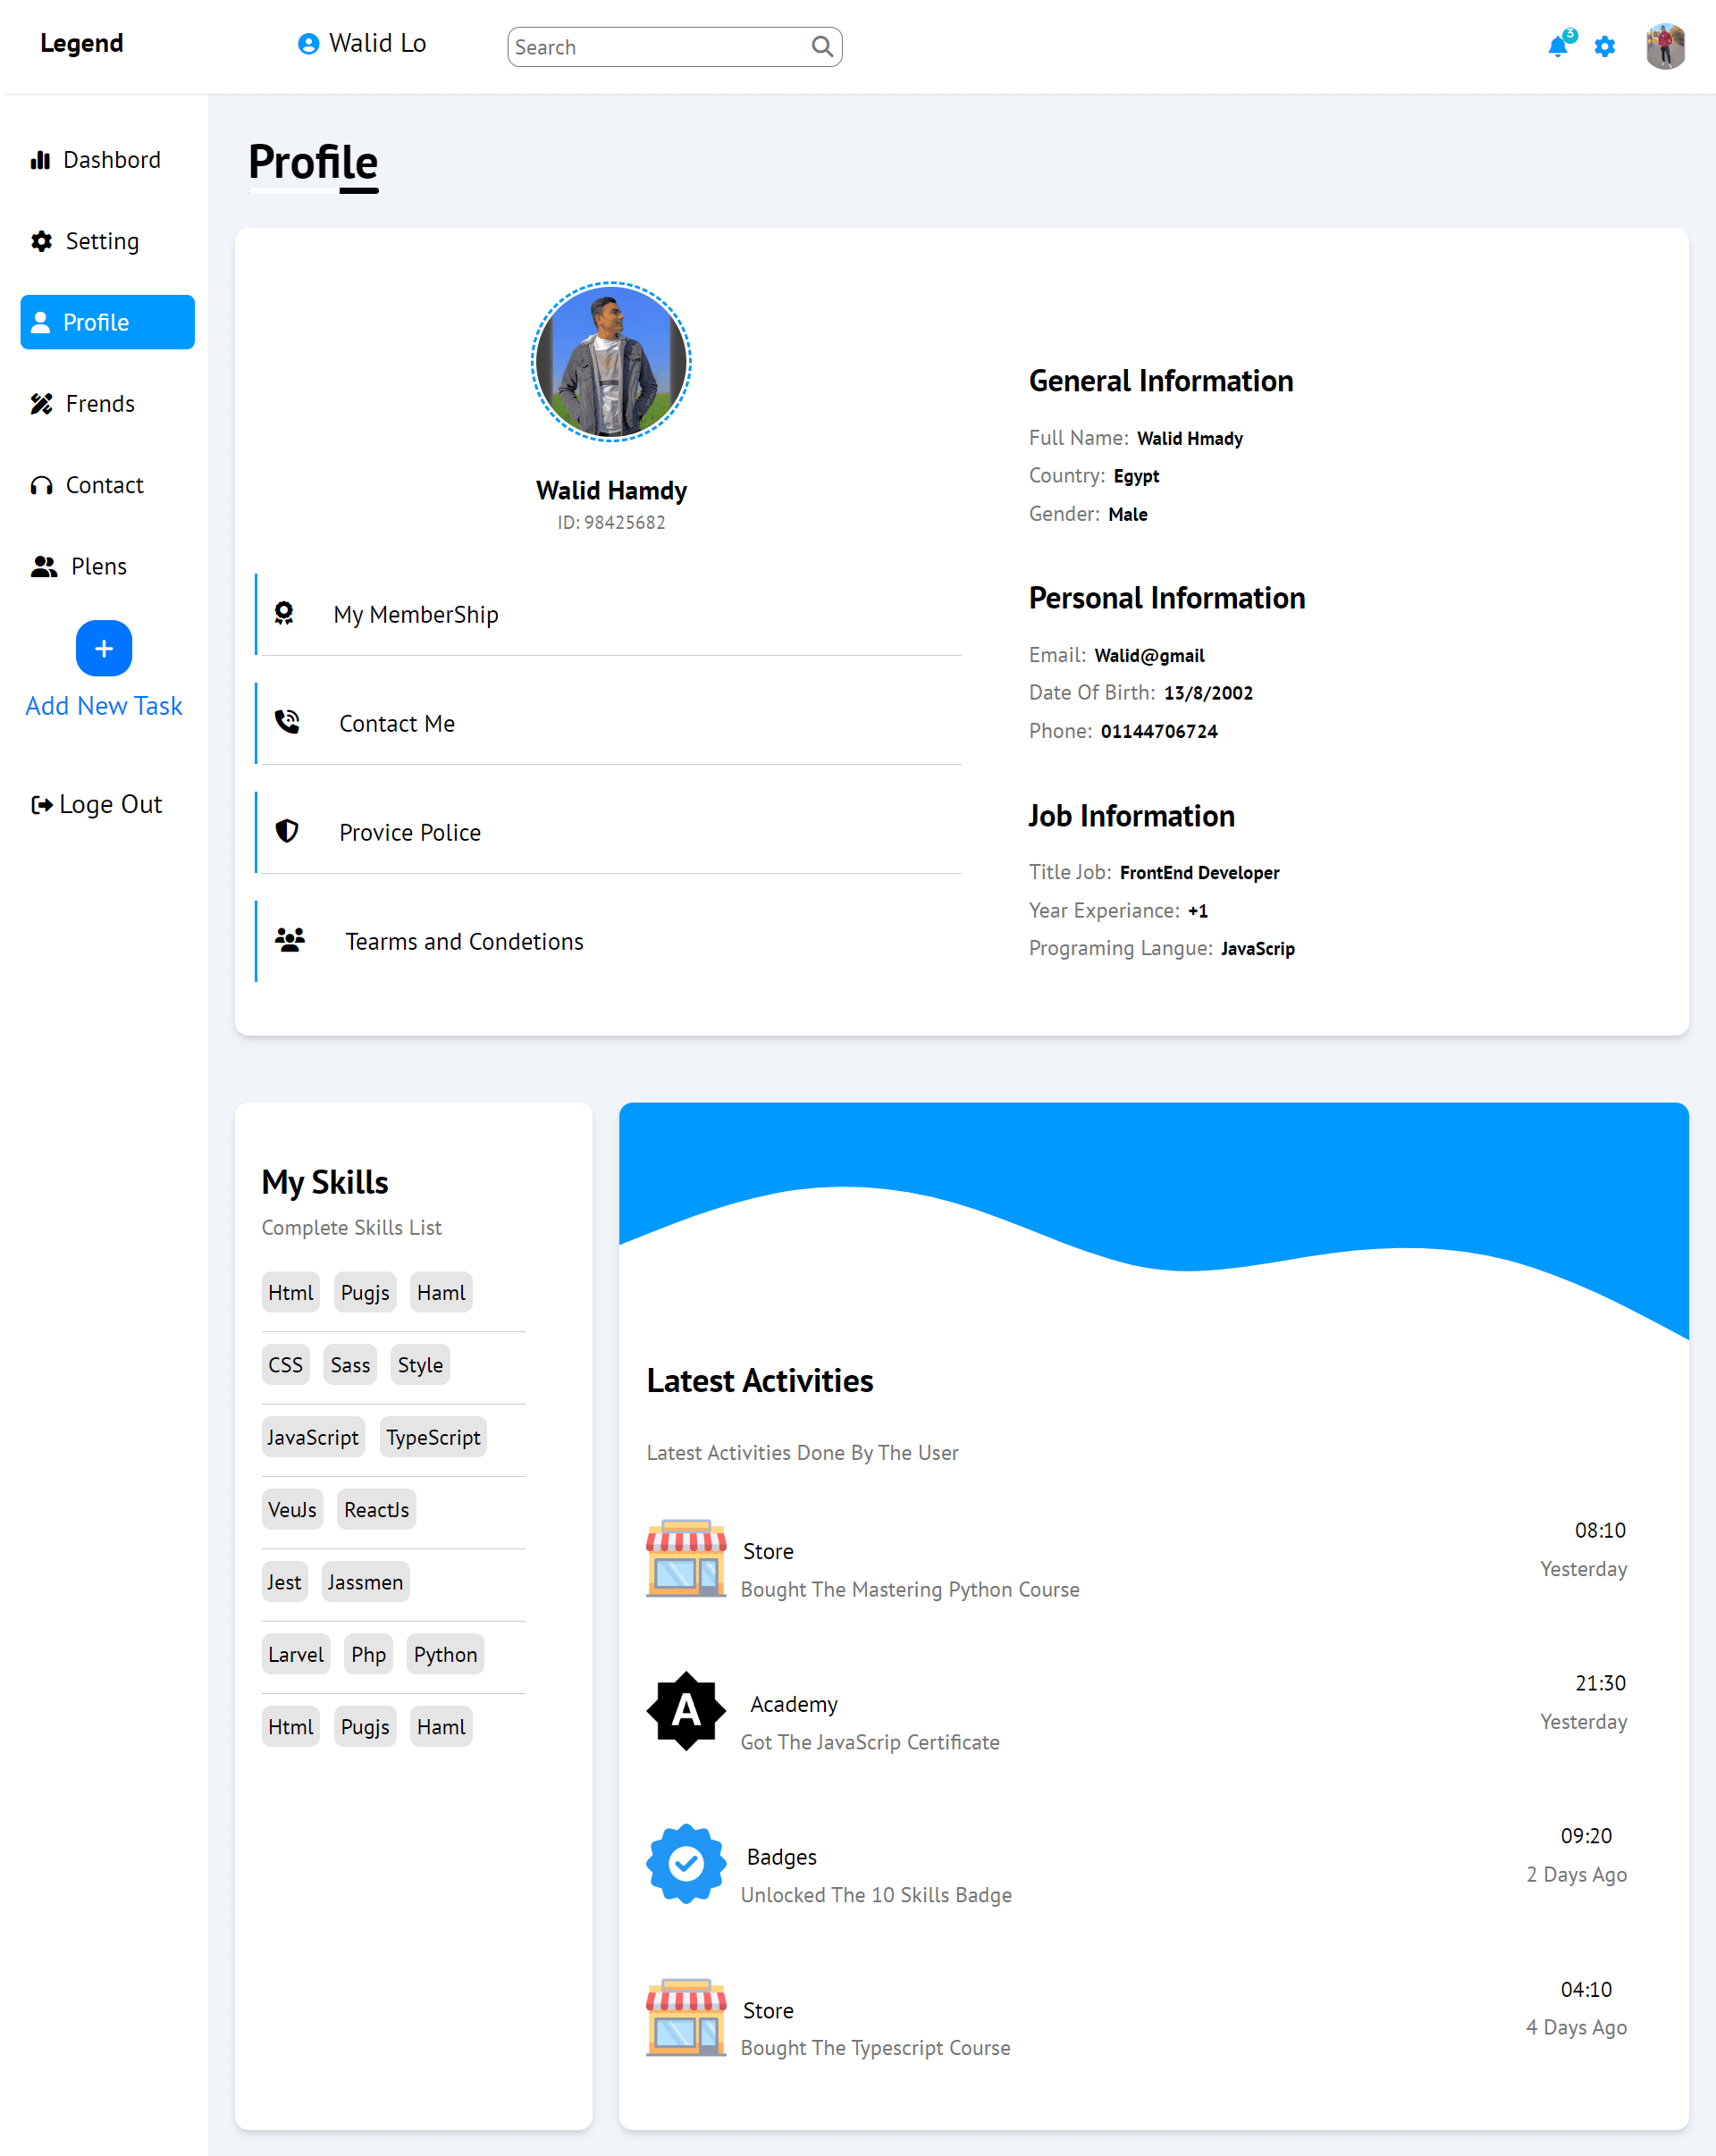 Legend
Walid Lo
Search
3
Dashbord
Setting
Profile
Frends
Contact
Plens
+
Add New Task
Loge Out
Profile
Walid Hamdy
ID: 98425682
My MemberShip
Contact Me
Provice Police
Tearms and Condetions
General Information
Full Name: Walid Hmady
Country: Egypt
Gender: Male
Personal Information
Email: Walid@gmail
Date Of Birth: 13/8/2002
Phone: 01144706724
Job Information
Title Job: FrontEnd Developer
Year Experiance: +1
Programing Langue: JavaScrip
My Skills
Complete Skills List
Html Pugjs Haml
CSS Sass Style
JavaScript TypeScript
VeuJs ReactJs
Jest Jassmen
Larvel Php Python
Html Pugjs Haml
Latest Activities
Latest Activities Done By The User
Store 08:10
Bought The Mastering Python Course Yesterday
A
Academy 21:30
Got The JavaScrip Certificate Yesterday
Badges 09:20
Unlocked The 10 Skills Badge 2 Days Ago
Store 04:10
Bought The Typescript Course 4 Days Ago